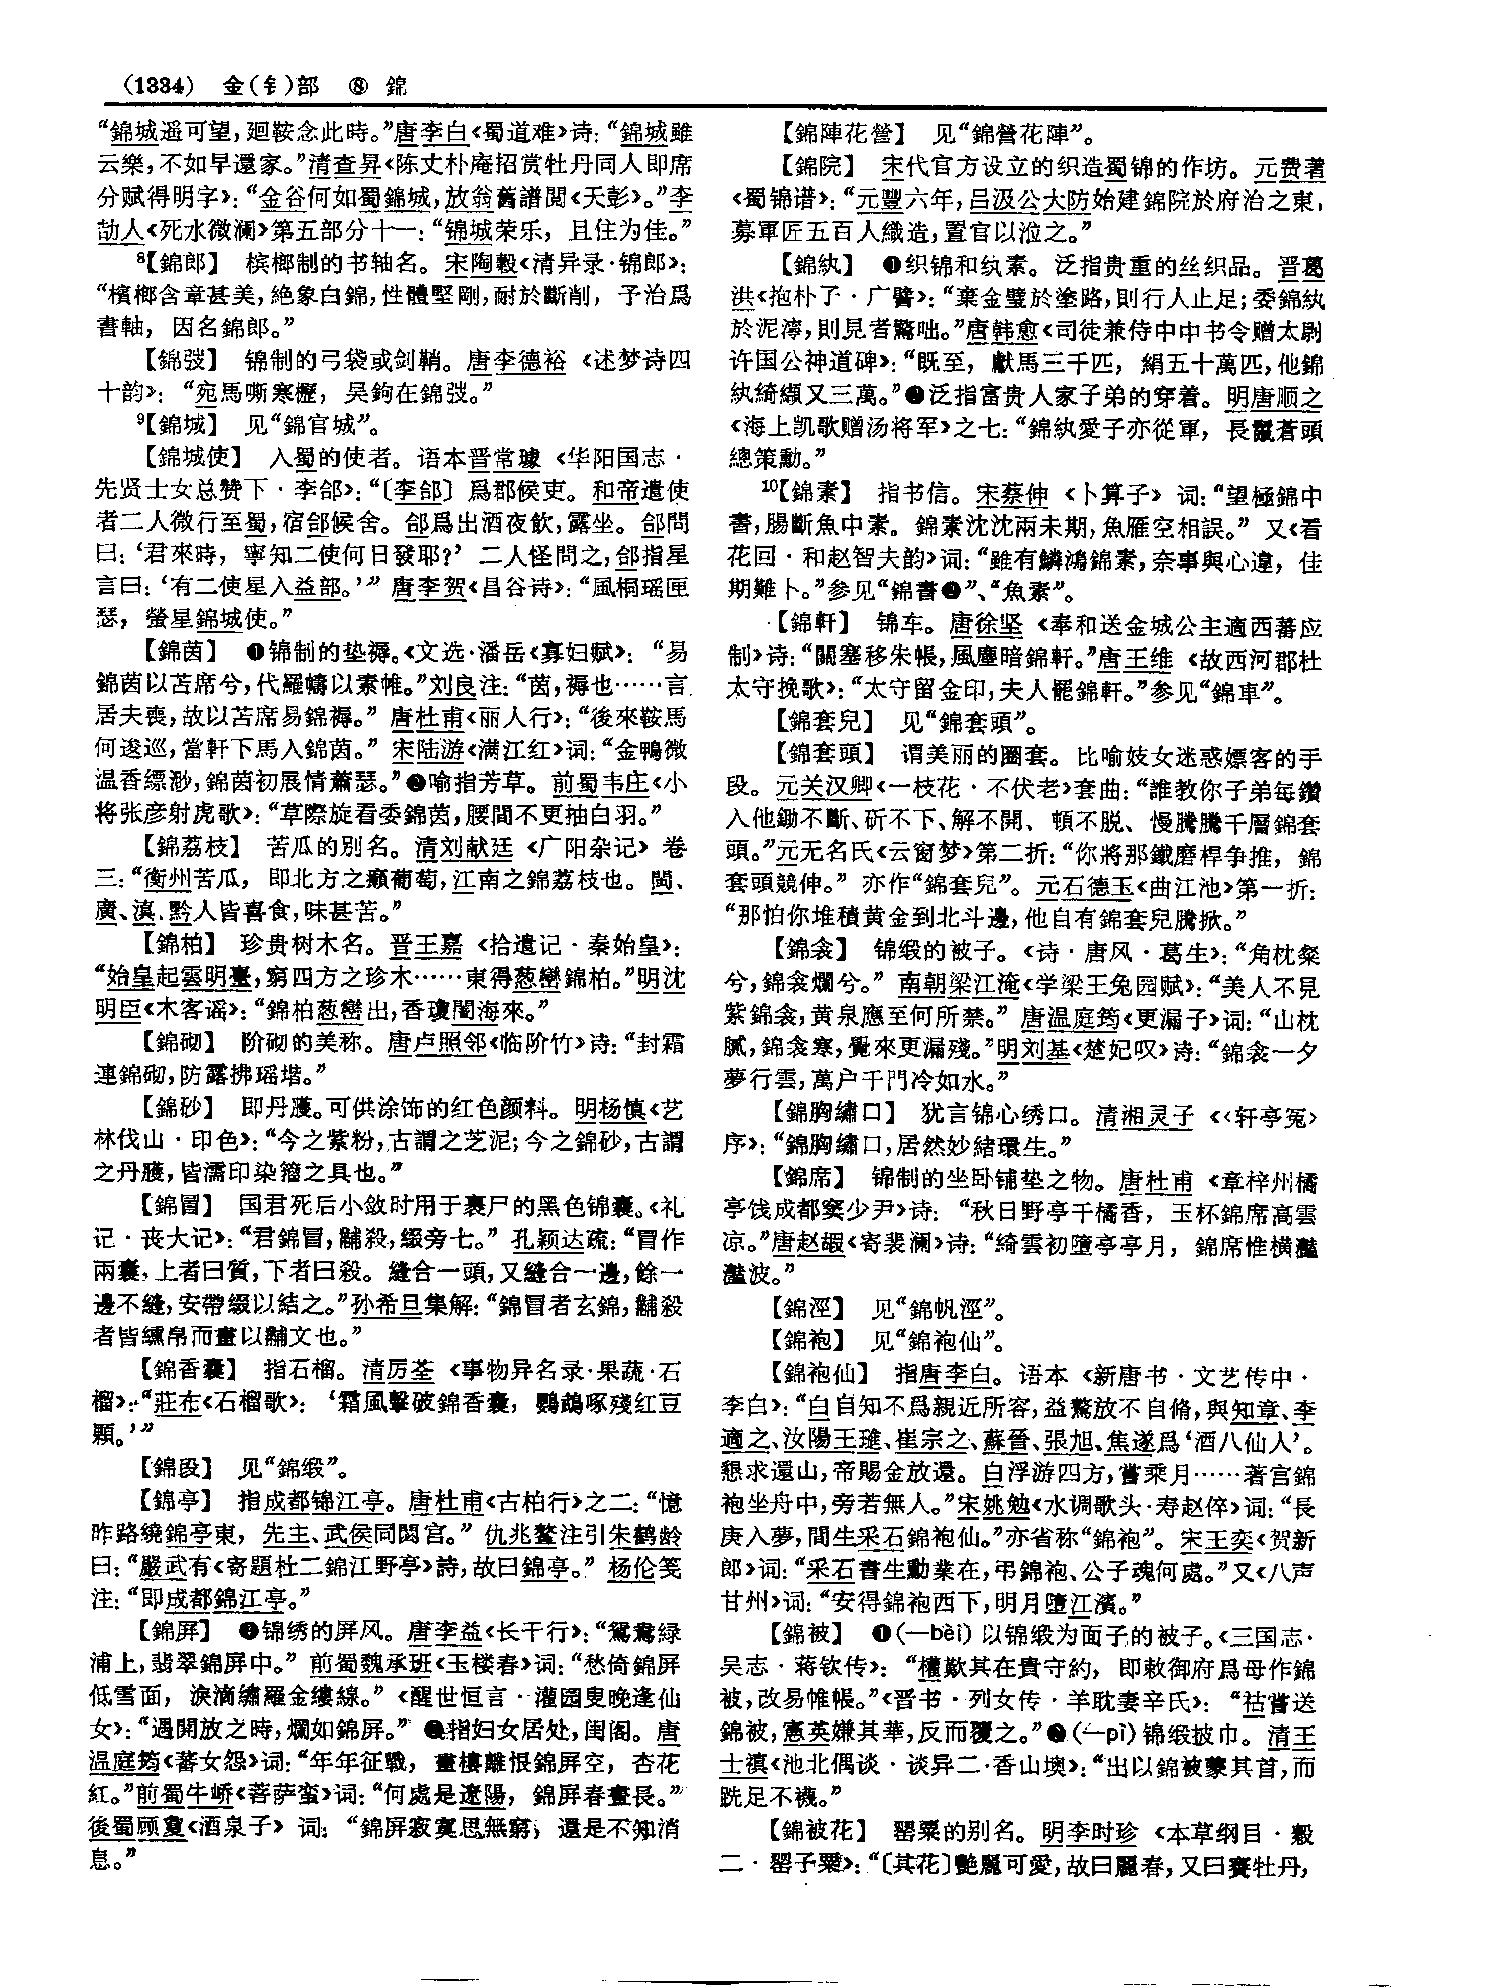 (1334) 金(钅)部 ⑧ 錦
“錦城遥可望，廻鞍念此時。”唐李白《蜀道难》诗：“錦城雖
云樂，不如早還家。”清查昇《陈丈朴庵招赏牡丹同人即席
分赋得明字》：“金谷何如蜀錦城，放翁舊譜閲《天彭》。”李
劼人《死水微澜》第五部分十一：“锦城荣乐，且住为佳。”
⁸【錦郎】 槟榔制的书轴名。宋陶穀《清异录·锦郎》：
“檳榔含章甚美，絶象白錦，性體堅剛，耐於斷削，予治爲
書軸，因名錦郎。”
【錦弢】 锦制的弓袋或剑鞘。唐李德裕《述梦诗四
十韵》：“宛馬嘶寒櫪，吴鉤在錦弢。”
⁹【錦城】 见“錦官城”。
【錦城使】 入蜀的使者。语本晋常璩《华阳国志·
先贤士女总赞下·李郃》：“〔李郃〕爲郡候吏。和帝遣使
者二人微行至蜀，宿郃候舍。郃爲出酒夜飲，露坐。郃問
曰：‘君來時，寧知二使何日發耶？’二人怪問之，郃指星
言曰：‘有二使星入益部。’”唐李贺《昌谷诗》：“風桐瑶匣
瑟，螢星錦城使。”
【錦茵】 ❶锦制的垫褥。《文选·潘岳〈寡妇赋〉》：“易
錦茵以苫席兮，代羅幬以素帷。”刘良注：“茵，褥也……言
居夫喪，故以苫席易錦褥。”唐杜甫《丽人行》：“後來鞍馬
何逡巡，當軒下馬入錦茵。”宋陆游《满江红》词：“金鴨微
温香縹渺，錦茵初展情蕭瑟。”❷喻指芳草。前蜀韦庄《小
将张彦射虎歌》：“草際旋看委錦茵，腰間不更抽白羽。”
【錦荔枝】 苦瓜的别名。清刘献廷《广阳杂记》卷
三：“衡州苦瓜，即北方之癩葡萄，江南之錦荔枝也。閩、
廣、滇、黔人皆喜食，味甚苦。”
【錦柏】 珍贵树木名。晋王嘉《拾遗记·秦始皇》：
“始皇起雲明臺，窮四方之珍木……東得葱巒錦柏。”明沈
明臣《木客谣》：“錦柏葱巒出，香瓊閬海來。”
【錦砌】 阶砌的美称。唐卢照邻《临阶竹》诗：“封霜
連錦砌，防露拂瑶堦。”
【錦砂】 即丹雘。可供涂饰的红色颜料。明杨慎《艺
林伐山·印色》：“今之紫粉，古謂之芝泥；今之錦砂，古謂
之丹雘，皆濡印染籀之具也。”
【錦冒】 国君死后小敛时用于裹尸的黑色锦囊。《礼
记·丧大记》：“君錦冒，黼殺，綴旁七。”孔颖达疏：“冒作
兩囊，上者曰質，下者曰殺。縫合一頭，又縫合一邊，餘一
邊不縫，安帶綴以結之。”孙希旦集解：“錦冒者玄錦，黼殺
者皆纁帛而畫以黼文也。”
【錦香囊】 指石榴。清厉荃《事物异名录·果蔬·石
榴》：“莊布《石榴歌》：‘霜風擊破錦香囊，鸚鵡啄殘红豆
顆。’”
【錦段】 见“錦缎”。
【錦亭】 指成都锦江亭。唐杜甫《古柏行》之二：“憶
昨路繞錦亭東，先主、武侯同閟宫。”仇兆鳌注引朱鹤龄
曰：“嚴武有《寄題杜二錦江野亭》詩，故曰錦亭。”杨伦笺
注：“即成都錦江亭。”
【錦屏】 ❶锦绣的屏风。唐李益《长干行》：“鴛鴦緑
浦上，翡翠錦屏中。”前蜀魏承班《玉楼春》词：“愁倚錦屏
低雪面，淚滴繡羅金縷線。”《醒世恒言·灌园叟晚逢仙
女》：“遇開放之時，爛如錦屏。”❷指妇女居处，闺阁。唐
温庭筠《蕃女怨》词：“年年征戰，畫樓離恨錦屏空，杏花
紅。”前蜀牛峤《菩萨蛮》词：“何處是遼陽，錦屏春晝長。”
後蜀顾敻《酒泉子》词：“錦屏寂寞思無窮，還是不知消
息。”
【錦陣花營】 见“錦營花陣”。
【錦院】 宋代官方设立的织造蜀锦的作坊。元费著
《蜀锦谱》：“元豐六年，吕汲公大防始建錦院於府治之東，
募軍匠五百人織造，置官以涖之。”
【錦紈】 ❶织锦和纨素。泛指贵重的丝织品。晋葛
洪《抱朴子·广譬》：“棄金璧於塗路，則行人止足；委錦紈
於泥濘，則見者驚咄。”唐韩愈《司徒兼侍中中书令赠太尉
许国公神道碑》：“既至，獻馬三千匹，絹五十萬匹，他錦
紈綺纈又三萬。”❷泛指富贵人家子弟的穿着。明唐顺之
《海上凯歌赠汤将军》之七：“錦紈愛子亦從軍，長鬣蒼頭
總策勳。”
¹⁰【錦素】 指书信。宋蔡伸《卜算子》词：“望極錦中
書，腸斷魚中素。錦素沈沈兩未期，魚雁空相誤。”又《看
花回·和赵智夫韵》词：“雖有鱗鴻錦素，奈事與心違，佳
期難卜。”参见“錦書❷”、“魚素”。
【錦軒】 锦车。唐徐坚《奉和送金城公主適西蕃应
制》诗：“關塞移朱帳，風塵暗錦軒。”唐王维《故西河郡杜
太守挽歌》：“太守留金印，夫人罷錦軒。”参见“錦車”。
【錦套兒】 见“錦套頭”。
【錦套頭】 谓美丽的圈套。比喻妓女迷惑嫖客的手
段。元关汉卿《一枝花·不伏老》套曲：“誰教你子弟每鑽
入他鋤不斷、斫不下、解不開、頓不脱、慢騰騰千層錦套
頭。”元无名氏《云窗梦》第二折：“你將那鐵磨桿争推，錦
套頭競伸。”亦作“錦套兒”。元石德玉《曲江池》第一折：
“那怕你堆積黄金到北斗邊，他自有錦套兒騰掀。”
【錦衾】 锦缎的被子。《诗·唐风·葛生》：“角枕粲
兮，錦衾爛兮。”南朝梁江淹《学梁王兔园赋》：“美人不見
紫錦衾，黄泉應至何所禁。”唐温庭筠《更漏子》词：“山枕
膩，錦衾寒，覺來更漏殘。”明刘基《楚妃叹》诗：“錦衾一夕
夢行雲，萬户千門冷如水。”
【錦胸繡口】 犹言锦心绣口。清湘灵子《〈轩亭冤〉
序》：“錦胸繡口，居然妙緒環生。”
【錦席】 锦制的坐卧铺垫之物。唐杜甫《章梓州橘
亭饯成都窦少尹》诗：“秋日野亭千橘香，玉杯錦席高雲
凉。”唐赵嘏《寄裴澜》诗：“綺雲初墮亭亭月，錦席惟橫灩
灩波。”
【錦涇】 见“錦帆涇”。
【錦袍】 见“錦袍仙”。
【錦袍仙】 指唐李白。语本《新唐书·文艺传中·
李白》：“白自知不爲親近所容，益驁放不自脩，與知章、李
適之、汝陽王璡、崔宗之、蘇晉、張旭、焦遂爲‘酒八仙人’。
懇求還山，帝賜金放還。白浮游四方，嘗乘月……著宫錦
袍坐舟中，旁若無人。”宋姚勉《水调歌头·寿赵倅》词：“長
庚入夢，間生采石錦袍仙。”亦省称“錦袍”。宋王奕《贺新
郎》词：“采石書生勳業在，弔錦袍、公子魂何處。”又《八声
甘州》词：“安得錦袍西下，明月墮江濱。”
【錦被】 ❶(一bèi)以锦缎为面子的被子。《三国志·
吴志·蒋钦传》：“權歎其在貴守約，即敕御府爲母作錦
被，改易帷帳。”《晋书·列女传·羊耽妻辛氏》：“祜嘗送
錦被，憲英嫌其華，反而覆之。”❷(一pī)锦缎披巾。清王
士禛《池北偶谈·谈异二·香山墺》：“出以錦被蒙其首，而
跣足不襪。”
【錦被花】 罂粟的别名。明李时珍《本草纲目·穀
二·罂子粟》：“〔其花〕艷麗可愛，故曰麗春，又曰賽牡丹，